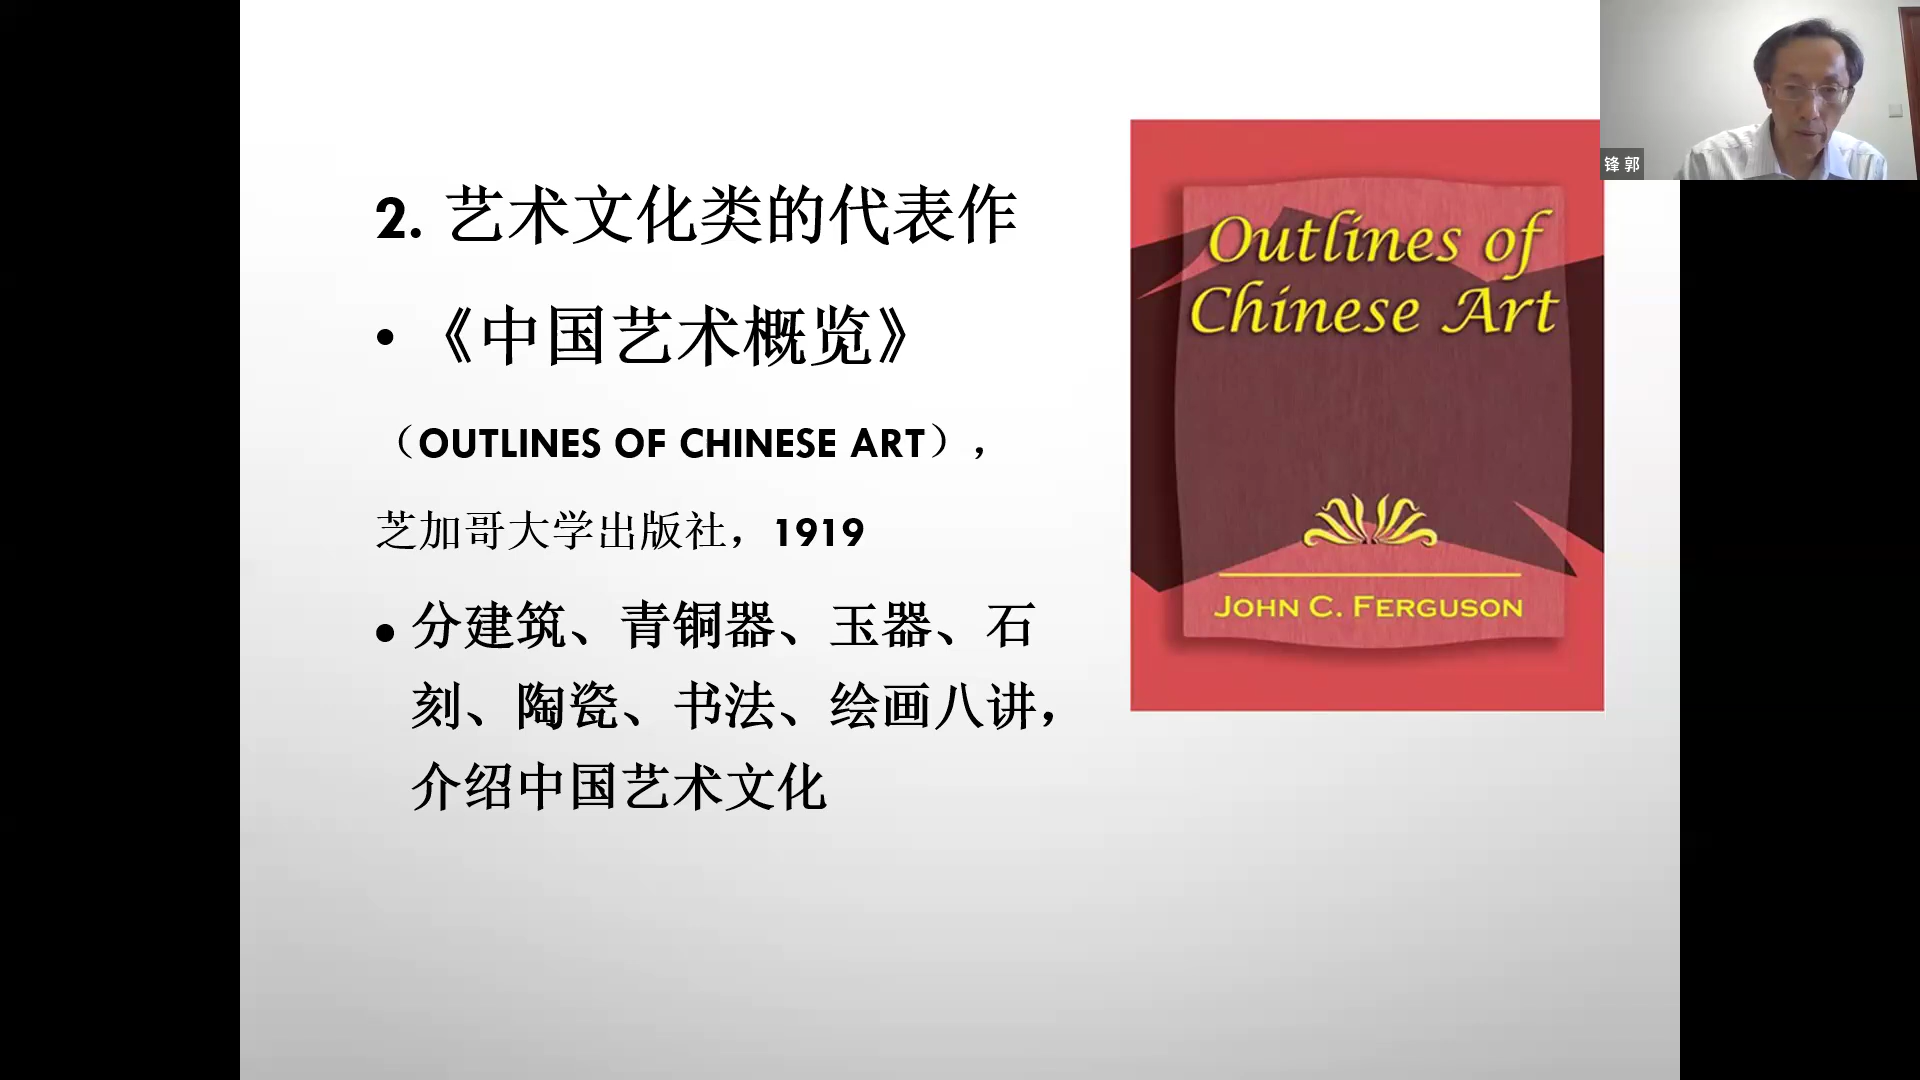 2. 艺术文化类的代表作
• 《中国艺术概览》
（OUTLINES OF CHINESE ART），
芝加哥大学出版社，1919
• 分建筑、青铜器、玉器、石
刻、陶瓷、书法、绘画八讲，
介绍中国艺术文化
Outlines of
Chinese Art
JOHN C. FERGUSON
锋 郭